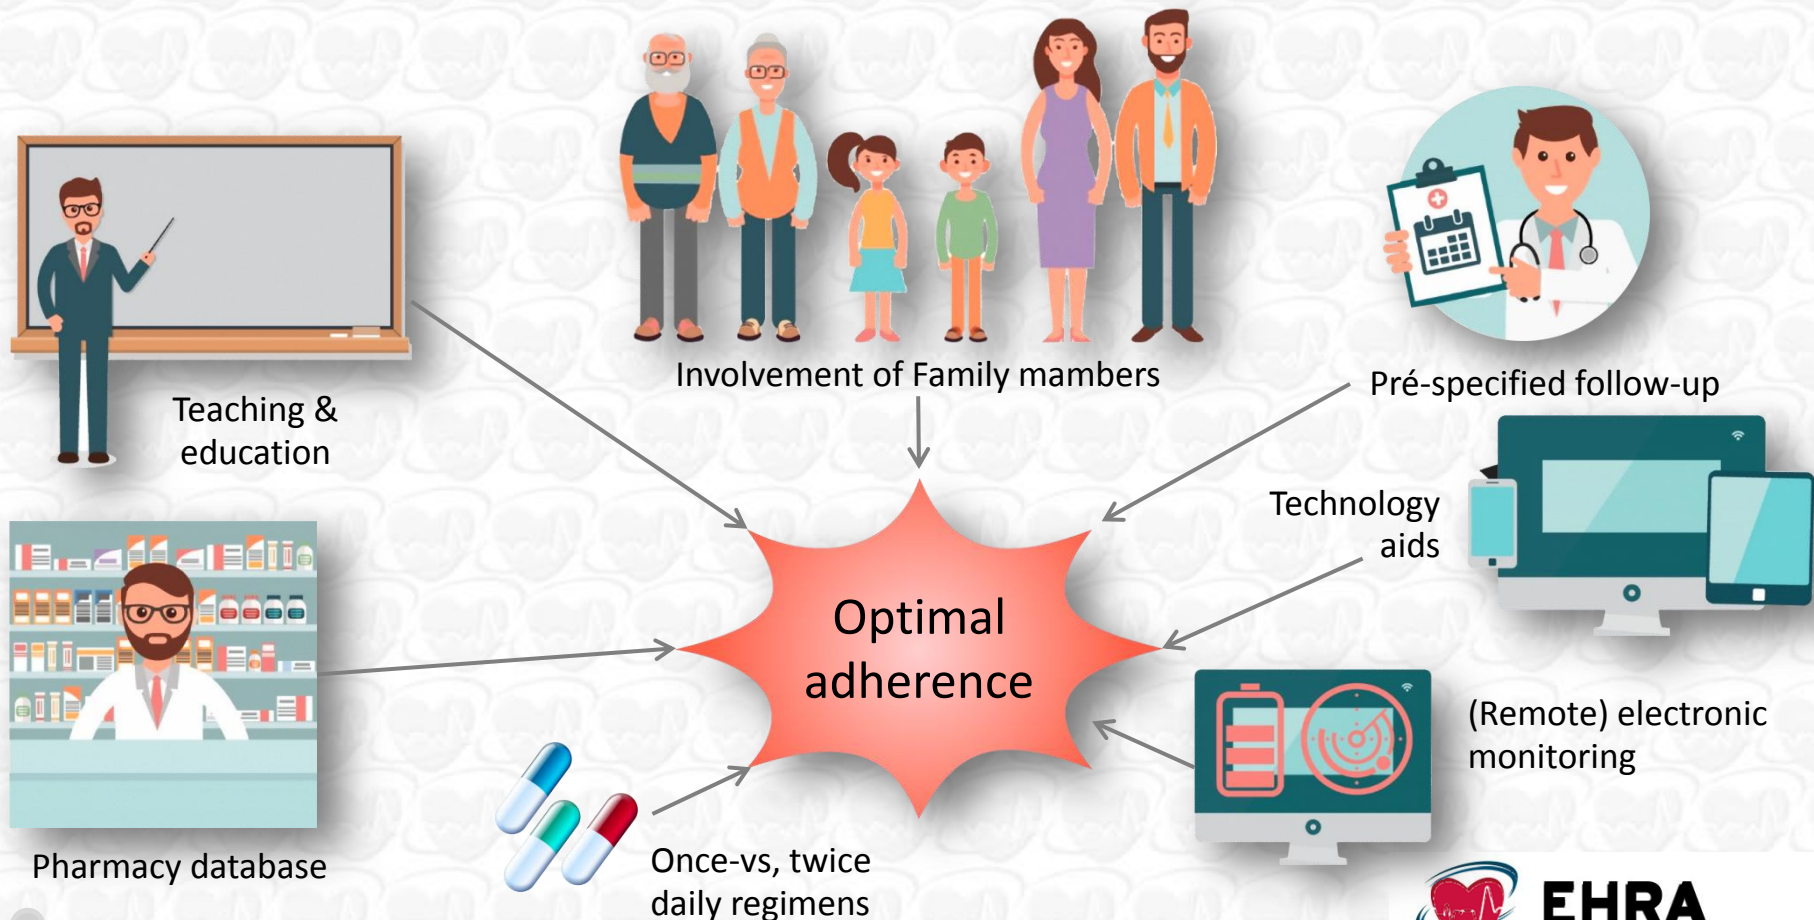 Involvement of Family mambers
Teaching &
education
Pré-specified follow-up
Technology
aids
Optimal
adherence
(Remote) electronic
monitoring
Pharmacy database
Once-vs, twice
daily regimens
EHRA